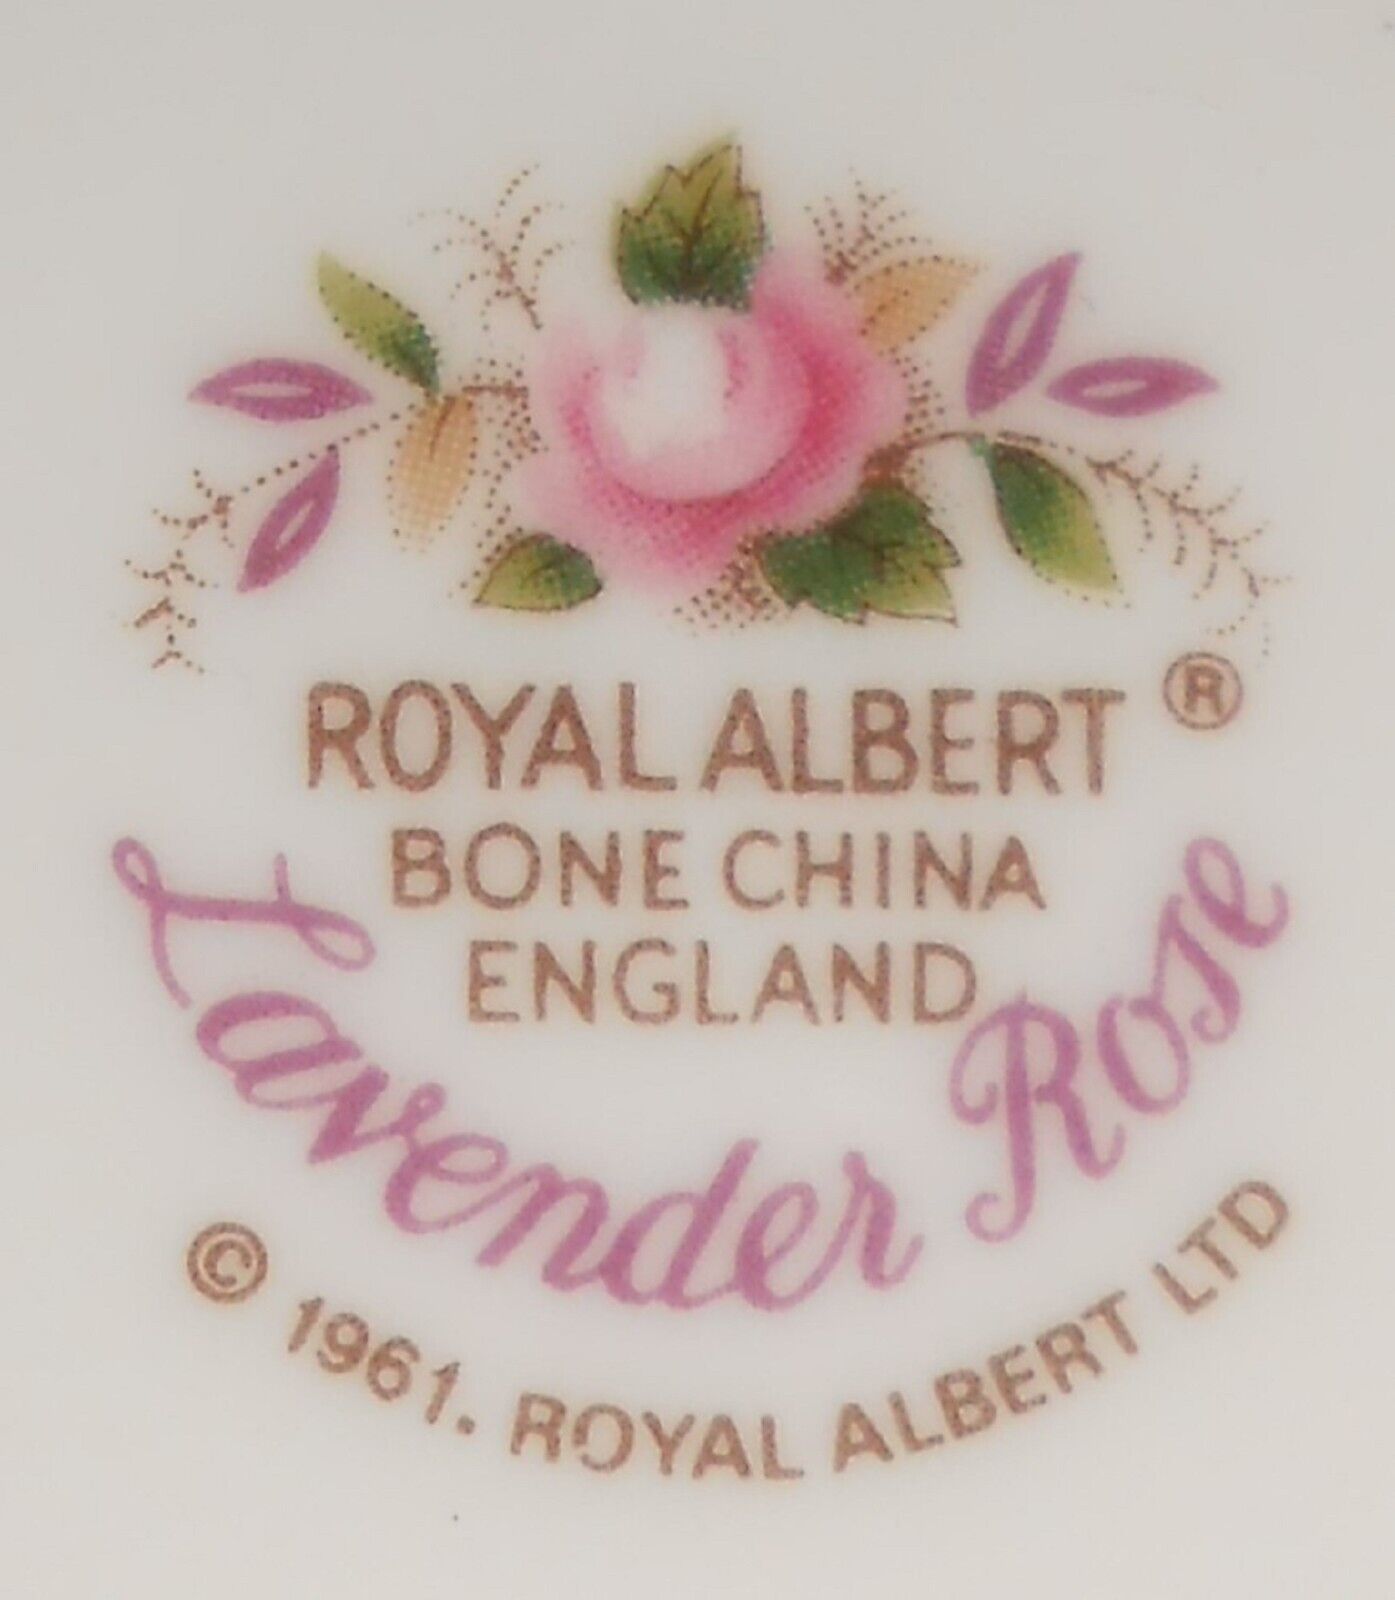 ROYAL ALBERT ®
BONE CHINA
ENGLAND
Lavender Rose
© 1961. ROYAL ALBERT LTD